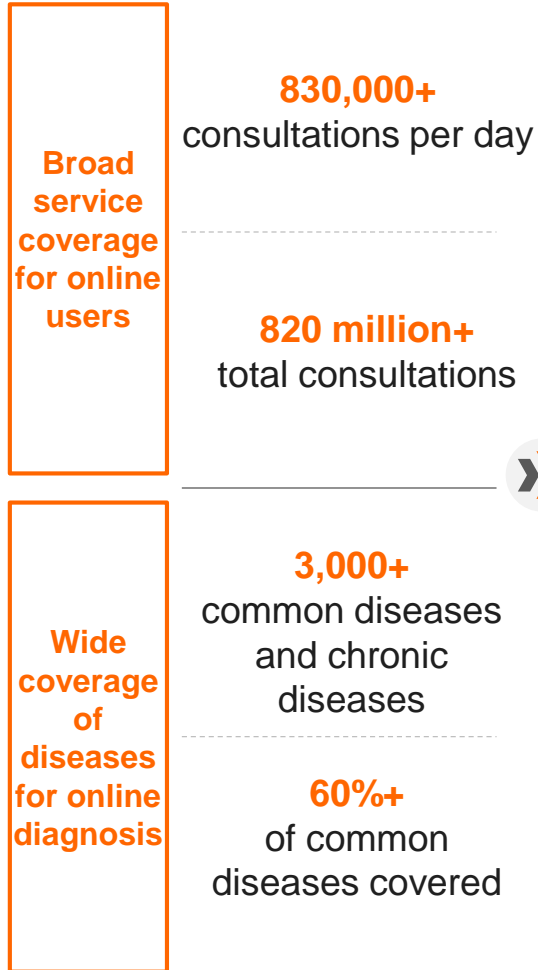 Broad
service
coverage
for online
users
830,000+
consultations per day
820 million+
total consultations
Wide
coverage
of
diseases
for online
diagnosis
3,000+
common diseases
and chronic
diseases
60%+
of common
diseases covered